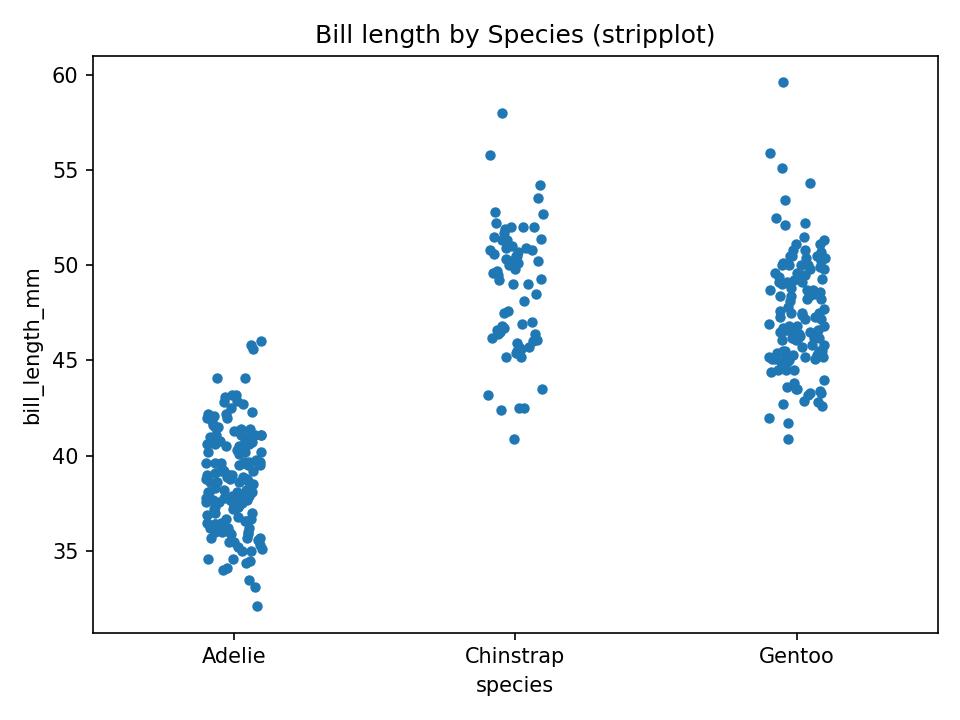 Bill length by Species (stripplot)
60
55
50
45
40
35
bill_length_mm
Adelie
Chinstrap
Gentoo
species